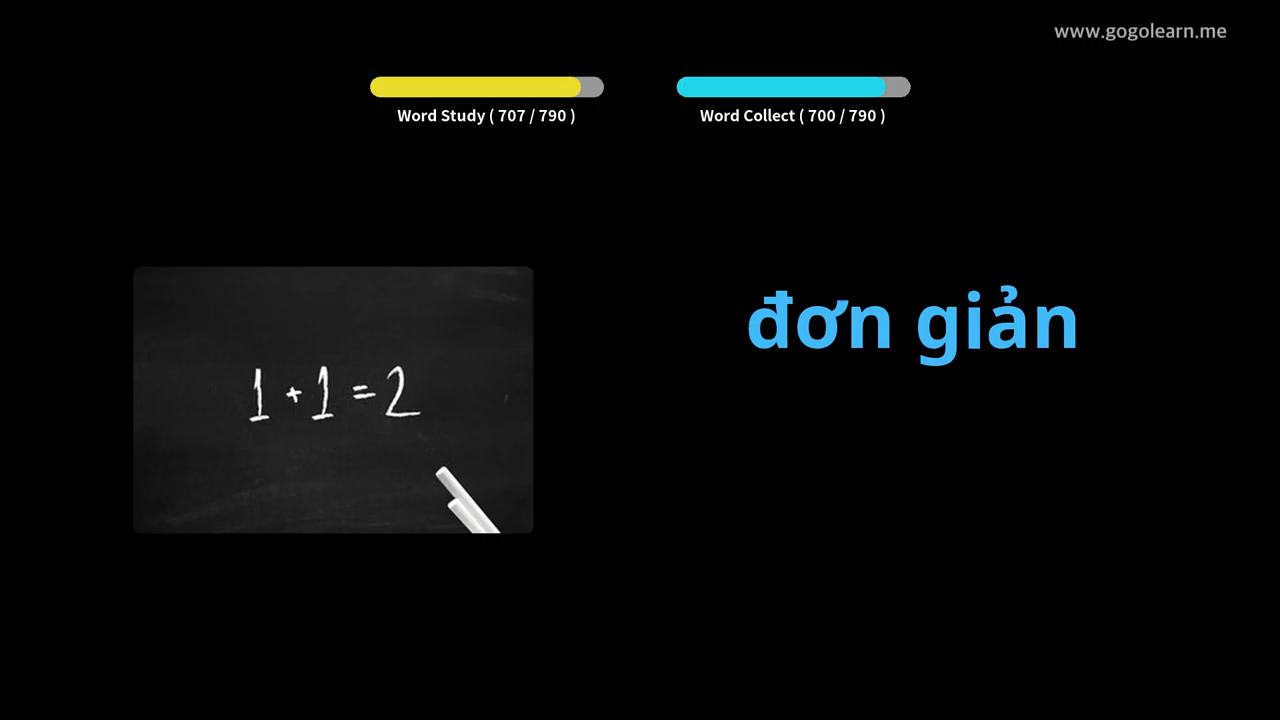 www.gogolearn.me
Word Study ( 707 / 790 )
Word Collect ( 700 / 790 )
đơn giản
1 + 1 = 2